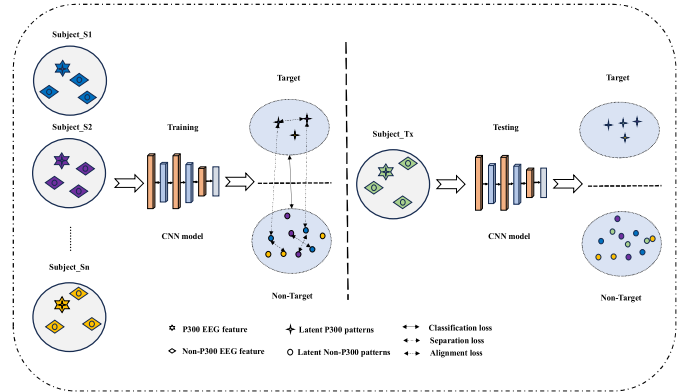 Subject_S1
Subject_S2
Subject_Sn
Training
CNN model
Target
Non-Target
Subject_Tx
Testing
CNN model
Target
Non-Target
P300 EEG feature
Non-P300 EEG feature
Latent P300 patterns
Latent Non-P300 patterns
Classification loss
Separation loss
Alignment loss